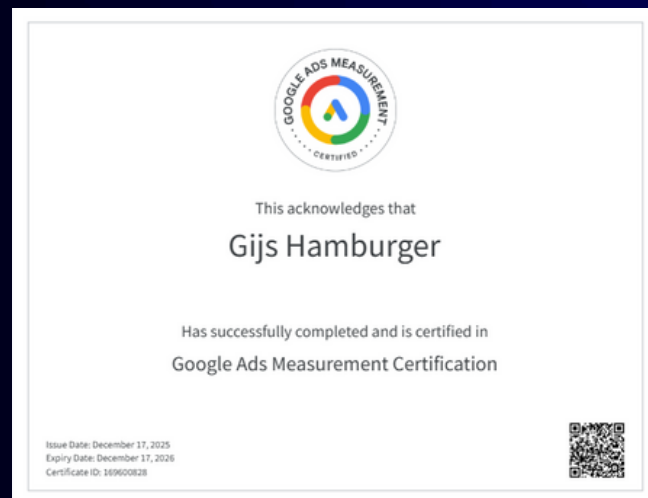 GOOGLE ADS MEASUREMENT
CERTIFIED
This acknowledges that
Gijs Hamburger
Has successfully completed and is certified in
Google Ads Measurement Certification
Issue Date: December 17, 2025
Expiry Date: December 17, 2026
Certificate ID: 169600828